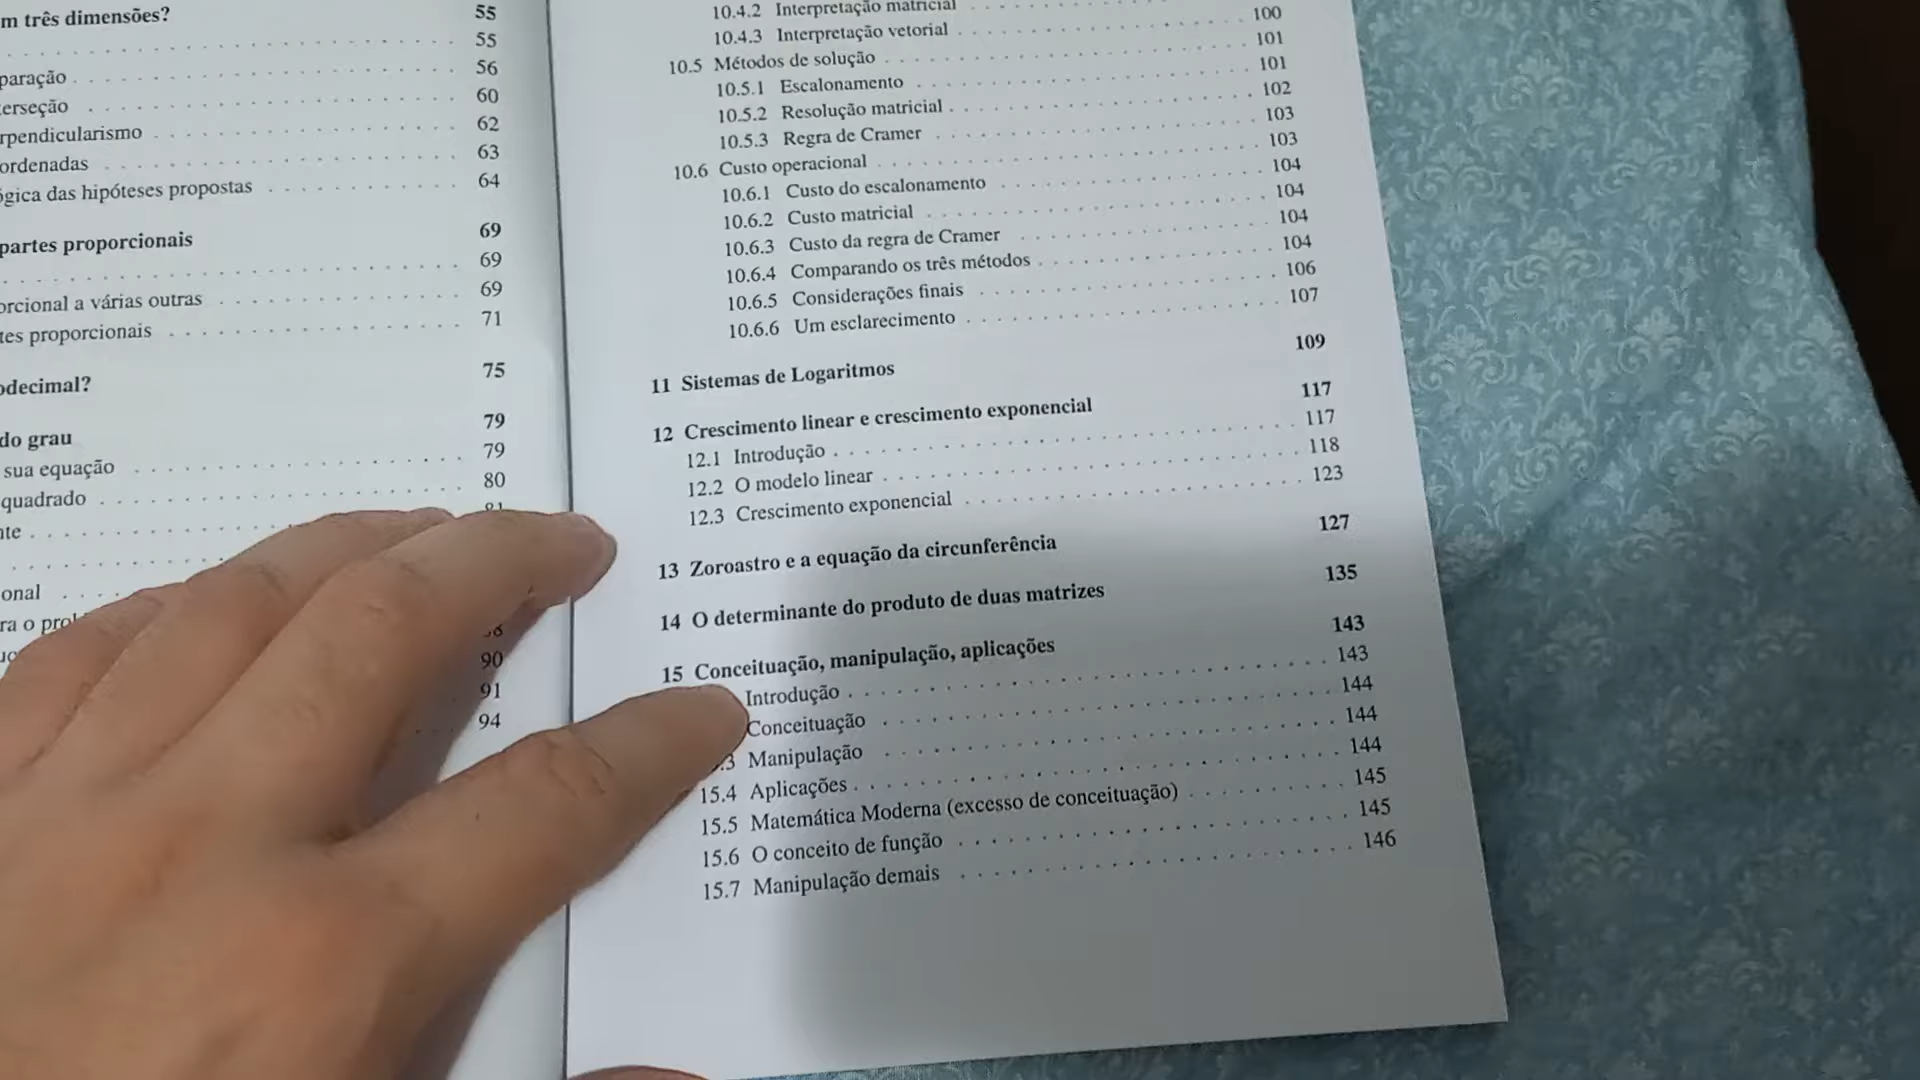 m três dimensões? 55
55
paração 56
erseção 60
rpendicularismo 62
ordenadas 63
ógica das hipóteses propostas 64
partes proporcionais 69
69
orcional a várias outras 69
tes proporcionais 71
odecimal? 75
do grau 79
sua equação 79
quadrado 80
nte 81
onal
ra o pro
90
91
94
10.4.2 Interpretação matricial
10.4.3 Interpretação vetorial 100
10.5 Métodos de solução 101
10.5.1 Escalonamento 101
10.5.2 Resolução matricial 102
10.5.3 Regra de Cramer 103
10.6 Custo operacional 103
10.6.1 Custo do escalonamento 104
10.6.2 Custo matricial 104
10.6.3 Custo da regra de Cramer 104
10.6.4 Comparando os três métodos 104
10.6.5 Considerações finais 106
10.6.6 Um esclarecimento 107
11 Sistemas de Logaritmos 109
12 Crescimento linear e crescimento exponencial 117
12.1 Introdução 117
12.2 O modelo linear 118
12.3 Crescimento exponencial 123
13 Zoroastro e a equação da circunferência 127
14 O determinante do produto de duas matrizes 135
15 Conceituação, manipulação, aplicações 143
Introdução 143
Conceituação 144
.3 Manipulação 144
15.4 Aplicações 144
15.5 Matemática Moderna (excesso de conceituação) 145
15.6 O conceito de função 145
15.7 Manipulação demais 146